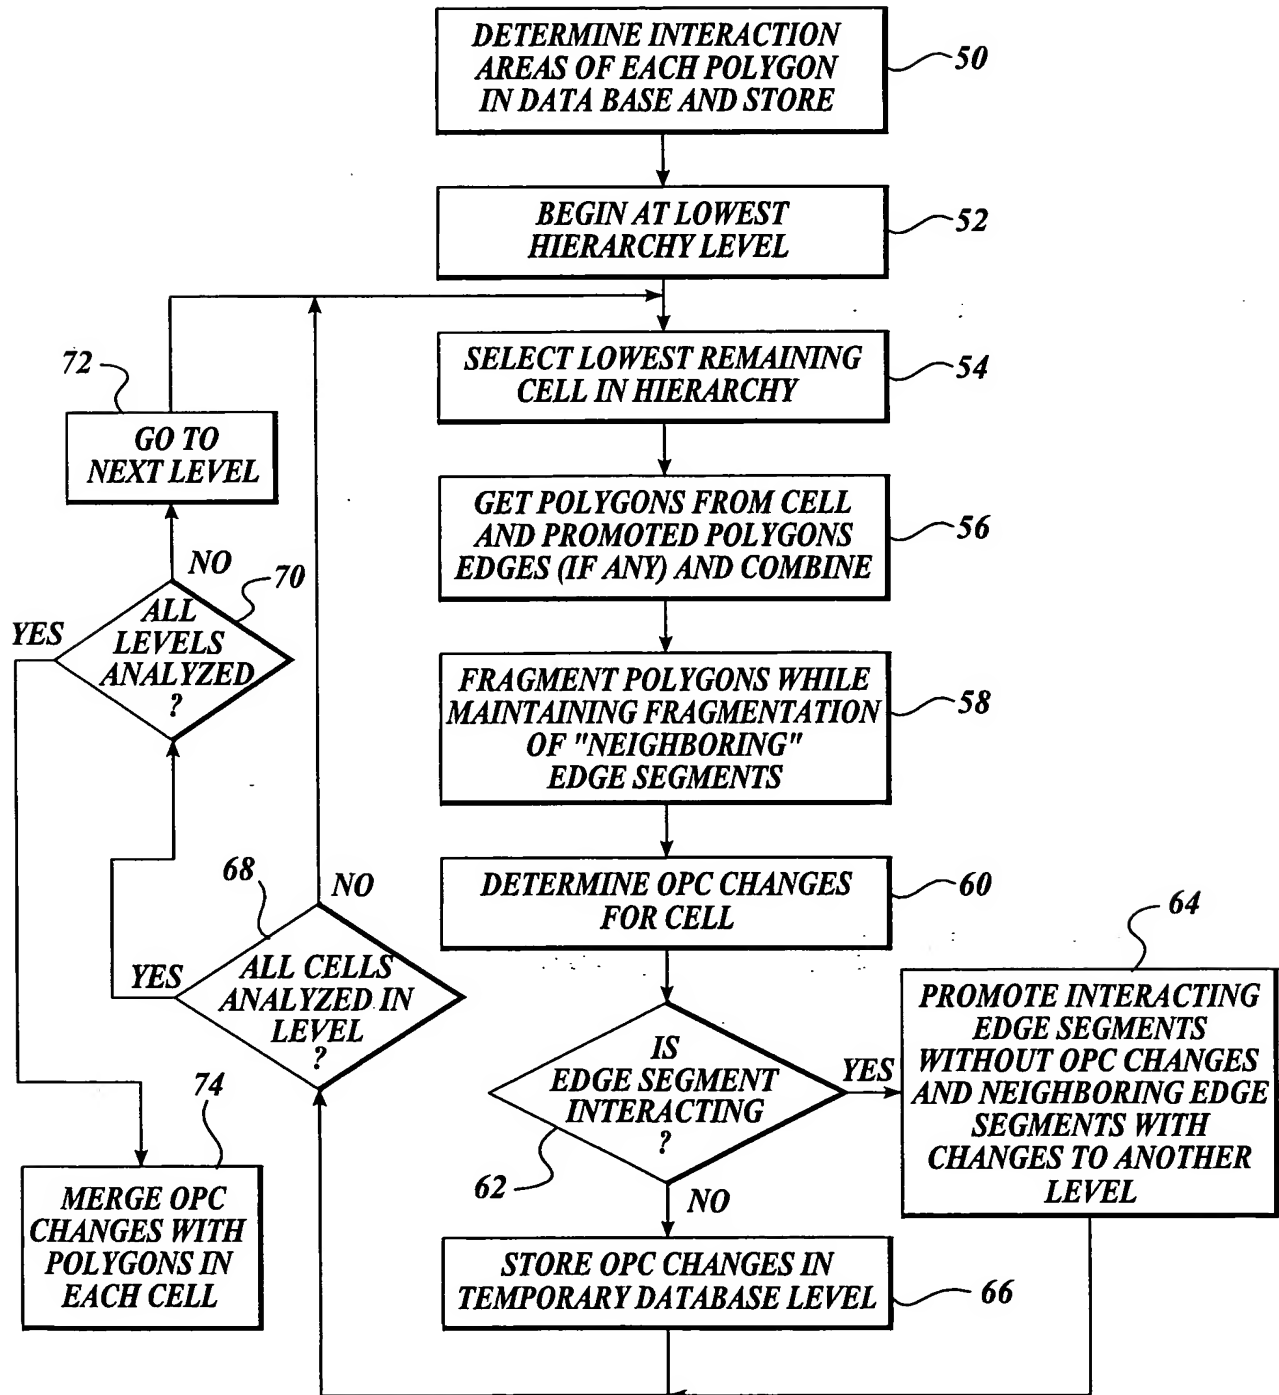 DETERMINE INTERACTION
AREAS OF EACH POLYGON
IN DATA BASE AND STORE
50
BEGIN AT LOWEST
HIERARCHY LEVEL
52
SELECT LOWEST REMAINING
CELL IN HIERARCHY
54
72
GO TO
NEXT LEVEL
GET POLYGONS FROM CELL
AND PROMOTED POLYGONS
EDGES (IF ANY) AND COMBINE
56
NO
70
YES
ALL
LEVELS
ANALYZED
?
FRAGMENT POLYGONS WHILE
MAINTAINING FRAGMENTATION
OF "NEIGHBORING"
EDGE SEGMENTS
58
68
NO
YES
ALL CELLS
ANALYZED IN
LEVEL
?
DETERMINE OPC CHANGES
FOR CELL
60
64
IS
EDGE SEGMENT
INTERACTING
?
YES
62
NO
PROMOTE INTERACTING
EDGE SEGMENTS
WITHOUT OPC CHANGES
AND NEIGHBORING EDGE
SEGMENTS WITH
CHANGES TO ANOTHER
LEVEL
74
MERGE OPC
CHANGES WITH
POLYGONS IN
EACH CELL
STORE OPC CHANGES IN
TEMPORARY DATABASE LEVEL
66